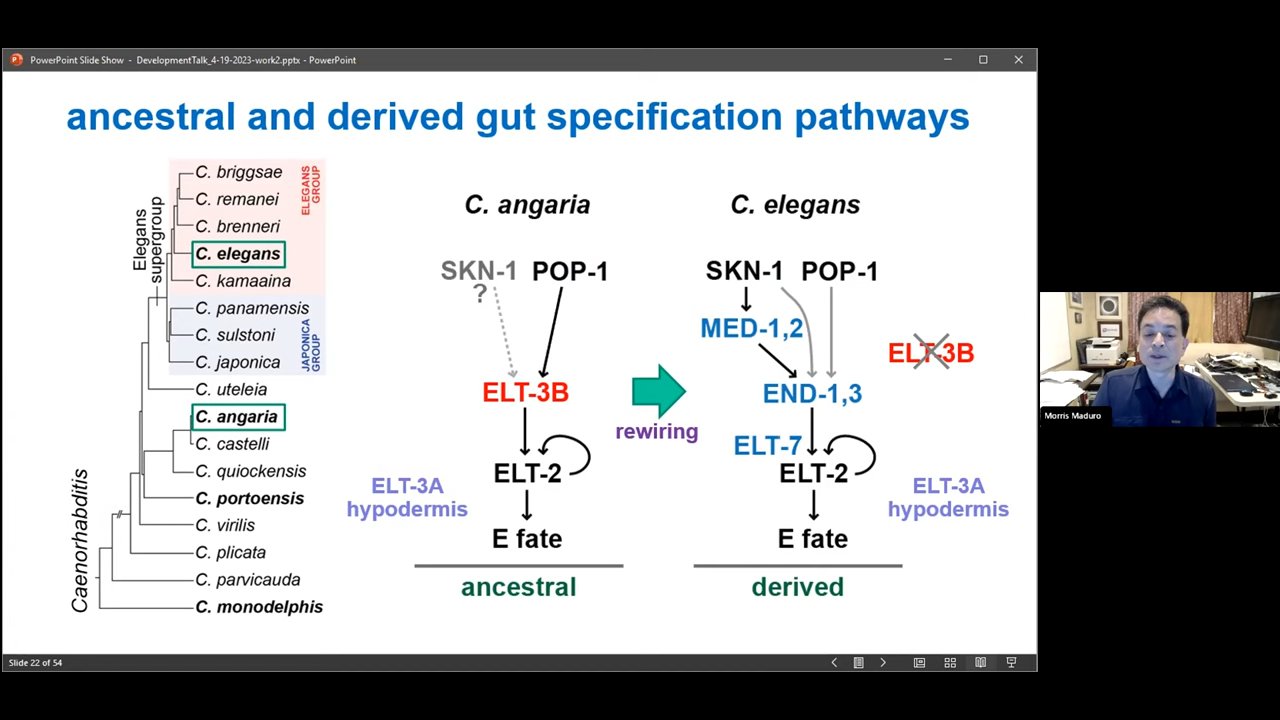 PowerPoint Slide Show - DevelopmentTalk_4-19-2023-work2.pptx - PowerPoint
ancestral and derived gut specification pathways
Caenorhabditis
Elegans
supergroup
C. briggsae
C. remanei
C. brenneri
C. elegans
C. kamaaina
C. panamensis
C. sulstoni
C. japonica
C. uteleia
C. angaria
C. castelli
C. quiockensis
C. portoensis
C. virilis
C. plicata
C. parvicauda
C. monodelphis
ELEGANS
GROUP
JAPONICA
GROUP
C. angaria
SKN-1 POP-1
?
ELT-3B
ELT-2
E fate
ancestral
ELT-3A
hypodermis
rewiring
C. elegans
SKN-1 POP-1
MED-1,2
END-1,3
ELT-7
ELT-2
E fate
derived
ELT-3B
ELT-3A
hypodermis
Slide 22 of 54
Morris Maduro